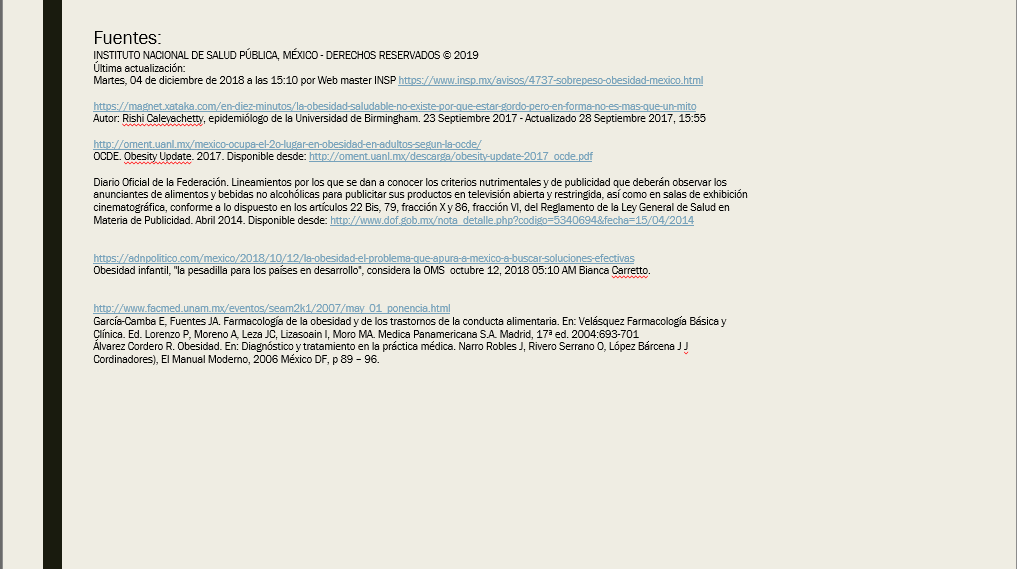 Fuentes:
INSTITUTO NACIONAL DE SALUD PÚBLICA, MÉXICO - DERECHOS RESERVADOS © 2019
Última actualización:
Martes, 04 de diciembre de 2018 a las 15:10 por Web master INSP https://www.insp.mx/avisos/4737-sobrepeso-obesidad-mexico.html
https://magnet.xataka.com/en-diez-minutos/la-obesidad-saludable-no-existe-por-que-estar-gordo-pero-en-forma-no-es-mas-que-un-mito
Autor: Rishi Caleyachetty, epidemiólogo de la Universidad de Birmingham. 23 Septiembre 2017 - Actualizado 28 Septiembre 2017, 15:55
http://oment.uanl.mx/mexico-ocupa-el-2o-lugar-en-obesidad-en-adultos-segun-la-ocde/
OCDE. Obesity Update. 2017. Disponible desde: http://oment.uanl.mx/descarga/obesity-update-2017_ocde.pdf
Diario Oficial de la Federación. Lineamientos por los que se dan a conocer los criterios nutrimentales y de publicidad que deberán observar los
anunciantes de alimentos y bebidas no alcohólicas para publicitar sus productos en televisión abierta y restringida, así como en salas de exhibición
cinematográfica, conforme a lo dispuesto en los artículos 22 Bis, 79, fracción X y 86, fracción VI, del Reglamento de la Ley General de Salud en
Materia de Publicidad. Abril 2014. Disponible desde: http://www.dof.gob.mx/nota_detalle.php?codigo=5340694&fecha=15/04/2014
https://adnpolitico.com/mexico/2018/10/12/la-obesidad-el-problema-que-apura-a-mexico-a-buscar-soluciones-efectivas
Obesidad infantil, "la pesadilla para los países en desarrollo", considera la OMS  octubre 12, 2018 05:10 AM Bianca Carretto.
http://www.facmed.unam.mx/eventos/seam2k1/2007/may_01_ponencia.html
García-Camba E, Fuentes JA. Farmacología de la obesidad y de los trastornos de la conducta alimentaria. En: Velásquez Farmacología Básica y
Clínica. Ed. Lorenzo P, Moreno A, Leza JC, Lizasoain I, Moro MA. Medica Panamericana S.A. Madrid, 17ª ed. 2004:693-701
Álvarez Cordero R. Obesidad. En: Diagnóstico y tratamiento en la práctica médica. Narro Robles J, Rivero Serrano O, López Bárcena J J
Cordinadores), El Manual Moderno, 2006 México DF, p 89 – 96.